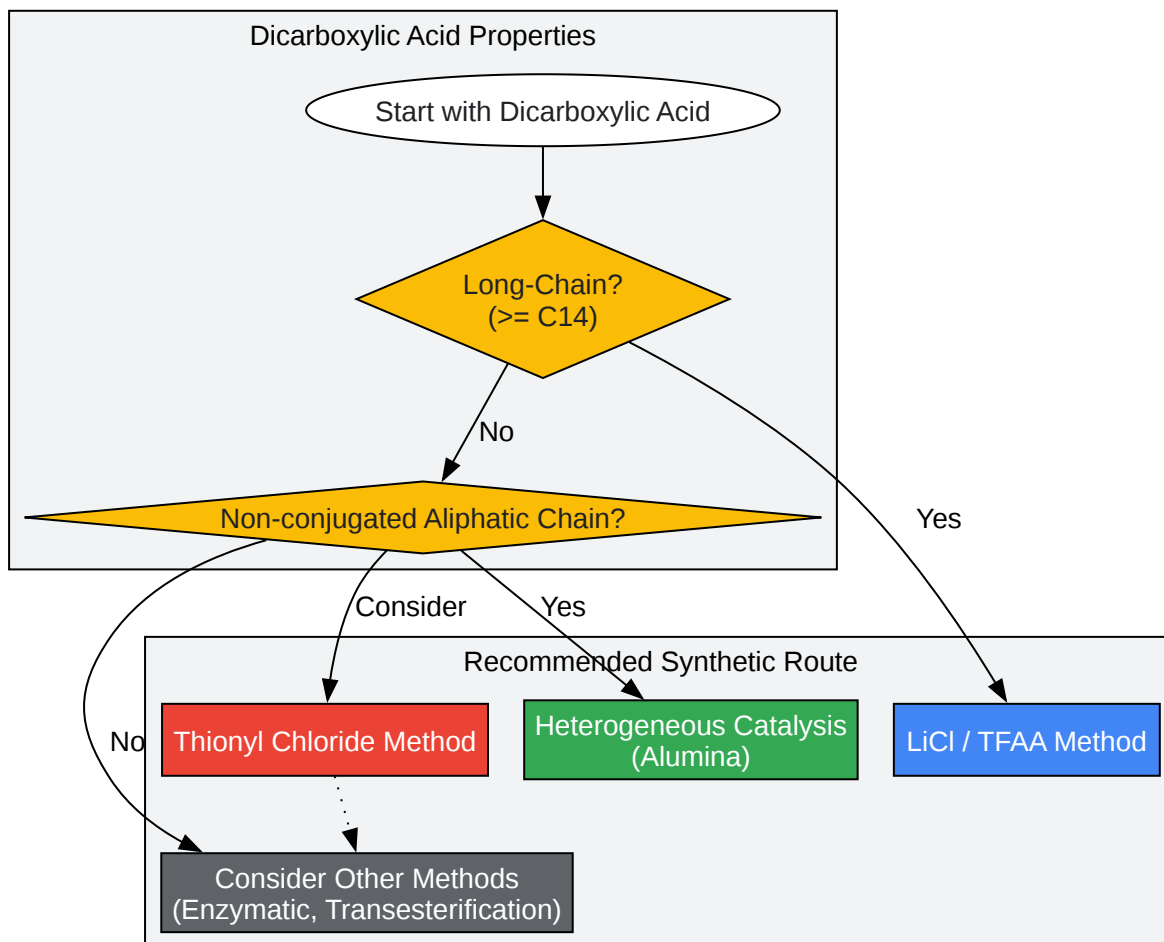 Dicarboxylic Acid Properties
Start with Dicarboxylic Acid
Long-Chain?
(>= C14)
No
Yes
Non-conjugated Aliphatic Chain?
Consider
Yes
No
Recommended Synthetic Route
Thionyl Chloride Method
Heterogeneous Catalysis
(Alumina)
LiCl / TFAA Method
Consider Other Methods
(Enzymatic, Transesterification)